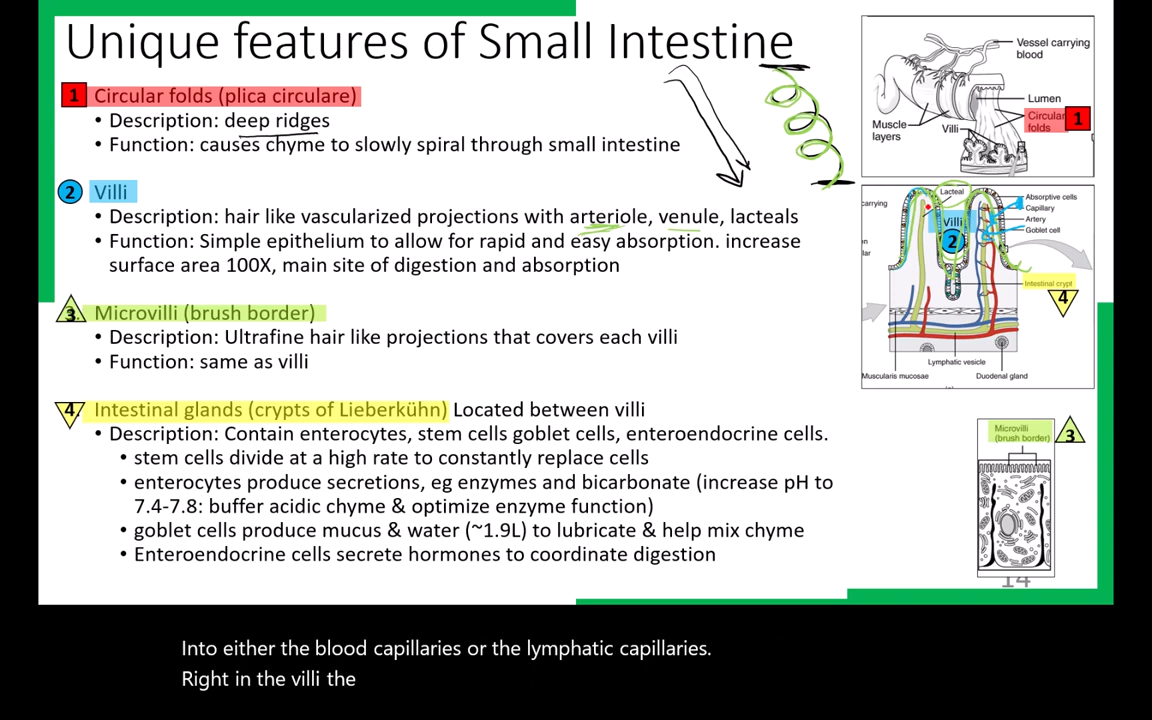 Unique features of Small Intestine
1 Circular folds (plica circulare)
• Description: deep ridges
• Function: causes chyme to slowly spiral through small intestine
2 Villi
• Description: hair like vascularized projections with arteriole, venule, lacteals
• Function: Simple epithelium to allow for rapid and easy absorption. increase
surface area 100X, main site of digestion and absorption
3. Microvilli (brush border)
• Description: Ultrafine hair like projections that covers each villi
• Function: same as villi
4. Intestinal glands (crypts of Lieberkühn) Located between villi
• Description: Contain enterocytes, stem cells goblet cells, enteroendocrine cells.
• stem cells divide at a high rate to constantly replace cells
• enterocytes produce secretions, eg enzymes and bicarbonate (increase pH to
7.4-7.8: buffer acidic chyme & optimize enzyme function)
• goblet cells produce mucus & water (~1.9L) to lubricate & help mix chyme
• Enteroendocrine cells secrete hormones to coordinate digestion
Vessel carrying
blood
Lumen
Circular
folds
1
Muscle
layers
Villi
Lacteal
carrying
Villi
2
Absorptive cells
Capillary
Artery
Goblet cell
Intestinal crypt
4
Lymphatic vesicle
Muscularis mucosae
Duodenal gland
Microvilli
(brush border)
3
14
Into either the blood capillaries or the lymphatic capillaries.
Right in the villi the